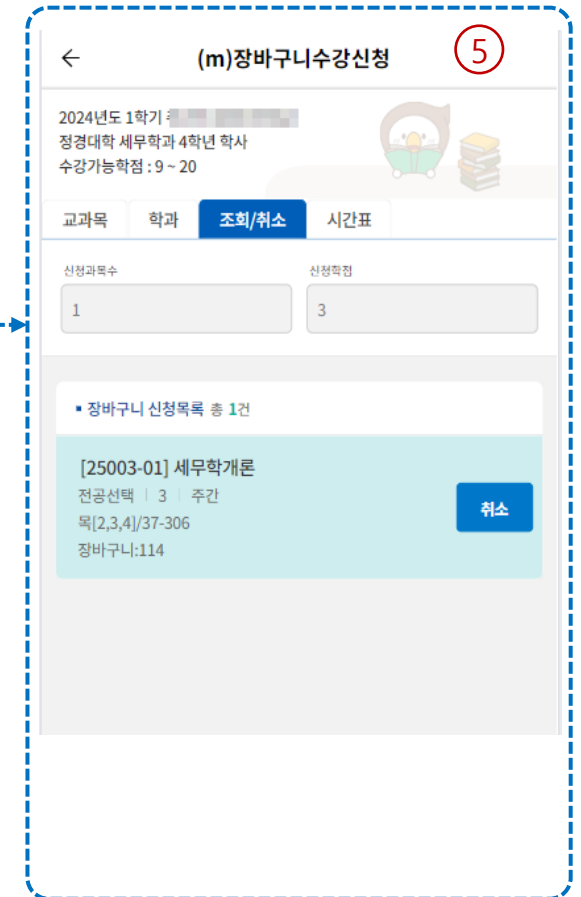 (m)장바구니수강신청
⑤
2024년도 1학기
정경대학 세무학과 4학년 학사
수강가능학점 : 9 ~ 20
교과목 학과 조회/취소 시간표
신청과목수 신청학점
1 3
▪ 장바구니 신청목록 총 1건
[25003-01] 세무학개론
전공선택 | 3 | 주간
취소
목[2,3,4]/37-306
장바구니:114